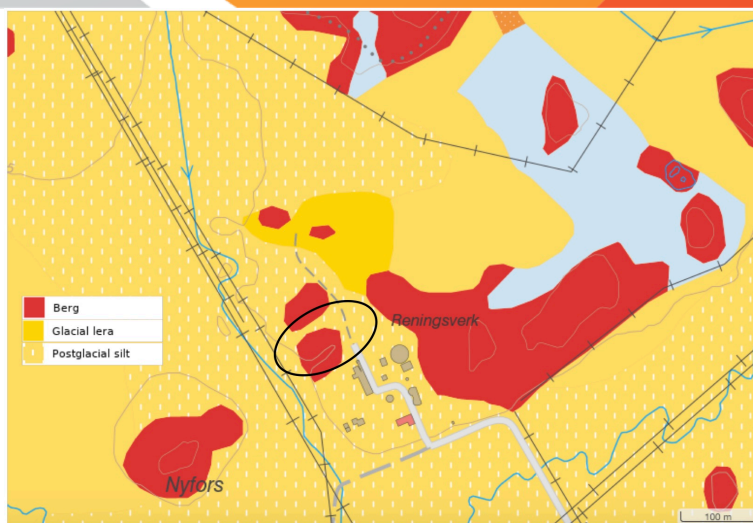 Berg
Glacial lera
Postglacial silt
Reningsverk
Nyfors
100 m